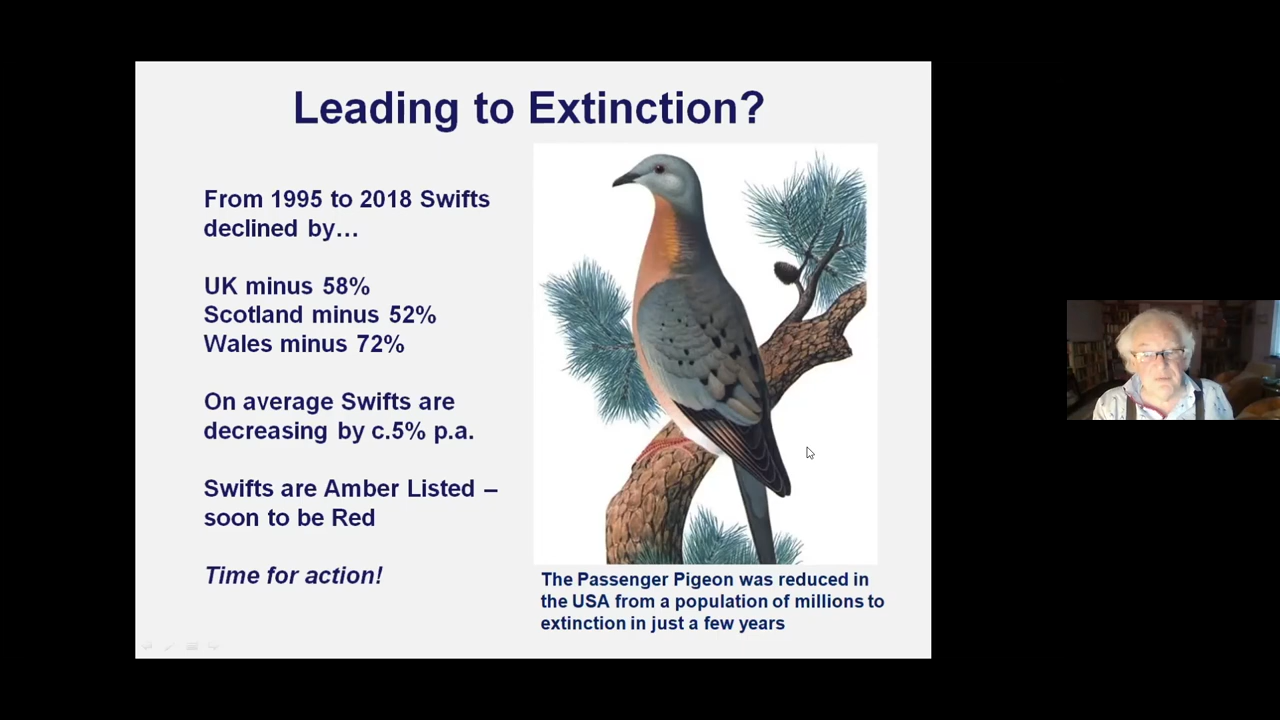 Leading to Extinction?
From 1995 to 2018 Swifts
declined by…
UK minus 58%
Scotland minus 52%
Wales minus 72%
On average Swifts are
decreasing by c.5% p.a.
Swifts are Amber Listed –
soon to be Red
Time for action!
The Passenger Pigeon was reduced in
the USA from a population of millions to
extinction in just a few years